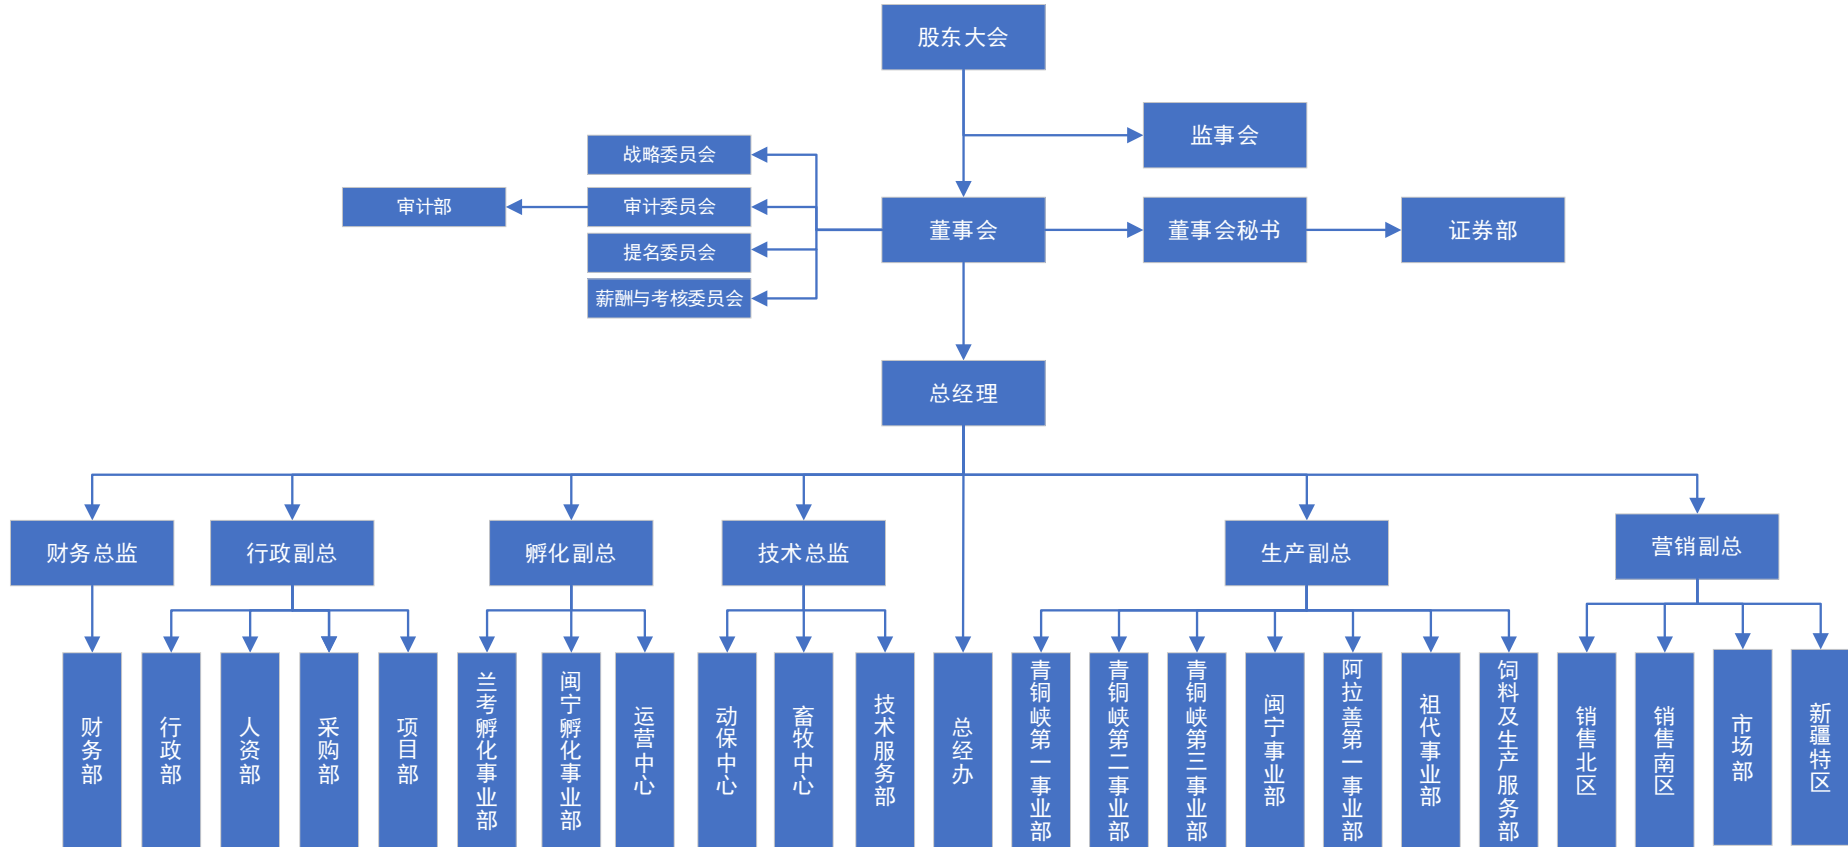 股东大会
监事会
战略委员会
审计部
审计委员会
董事会
董事会秘书
证券部
提名委员会
薪酬与考核委员会
总经理
财务总监
行政副总
孵化副总
技术总监
生产副总
营销副总
财务部
行政部
人资部
采购部
项目部
兰考孵化事业部
闽宁孵化事业部
运营中心
动保中心
畜牧中心
技术服务部
总经办
青铜峡第一事业部
青铜峡第二事业部
青铜峡第三事业部
闽宁事业部
阿拉善第一事业部
祖代事业部
饲料及生产服务部
销售北区
销售南区
市场部
新疆特区